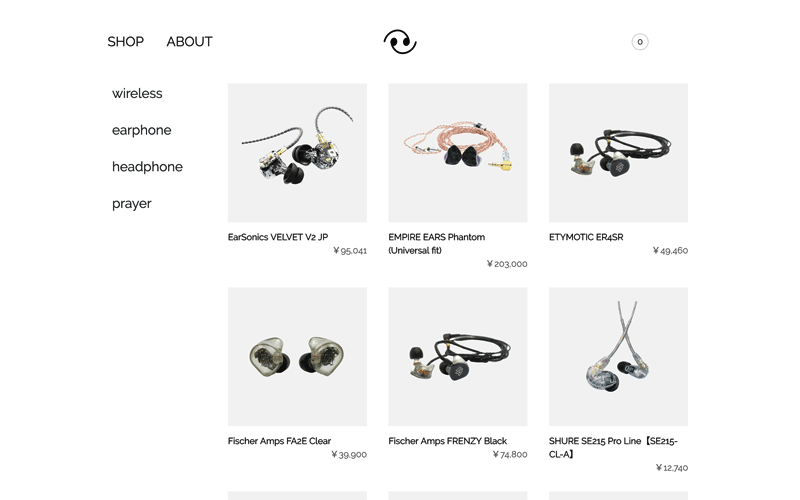 SHOP ABOUT 0
wireless
earphone
headphone
prayer
EarSonics VELVET V2 JP
¥ 95,041
EMPIRE EARS Phantom
(Universal fit)
¥ 203,000
ETYMOTIC ER4SR
¥ 49,460
Fischer Amps FA2E Clear
¥ 39,900
Fischer Amps FRENZY Black
¥ 74,800
SHURE SE215 Pro Line【SE215-
CL-A】
¥ 12,740